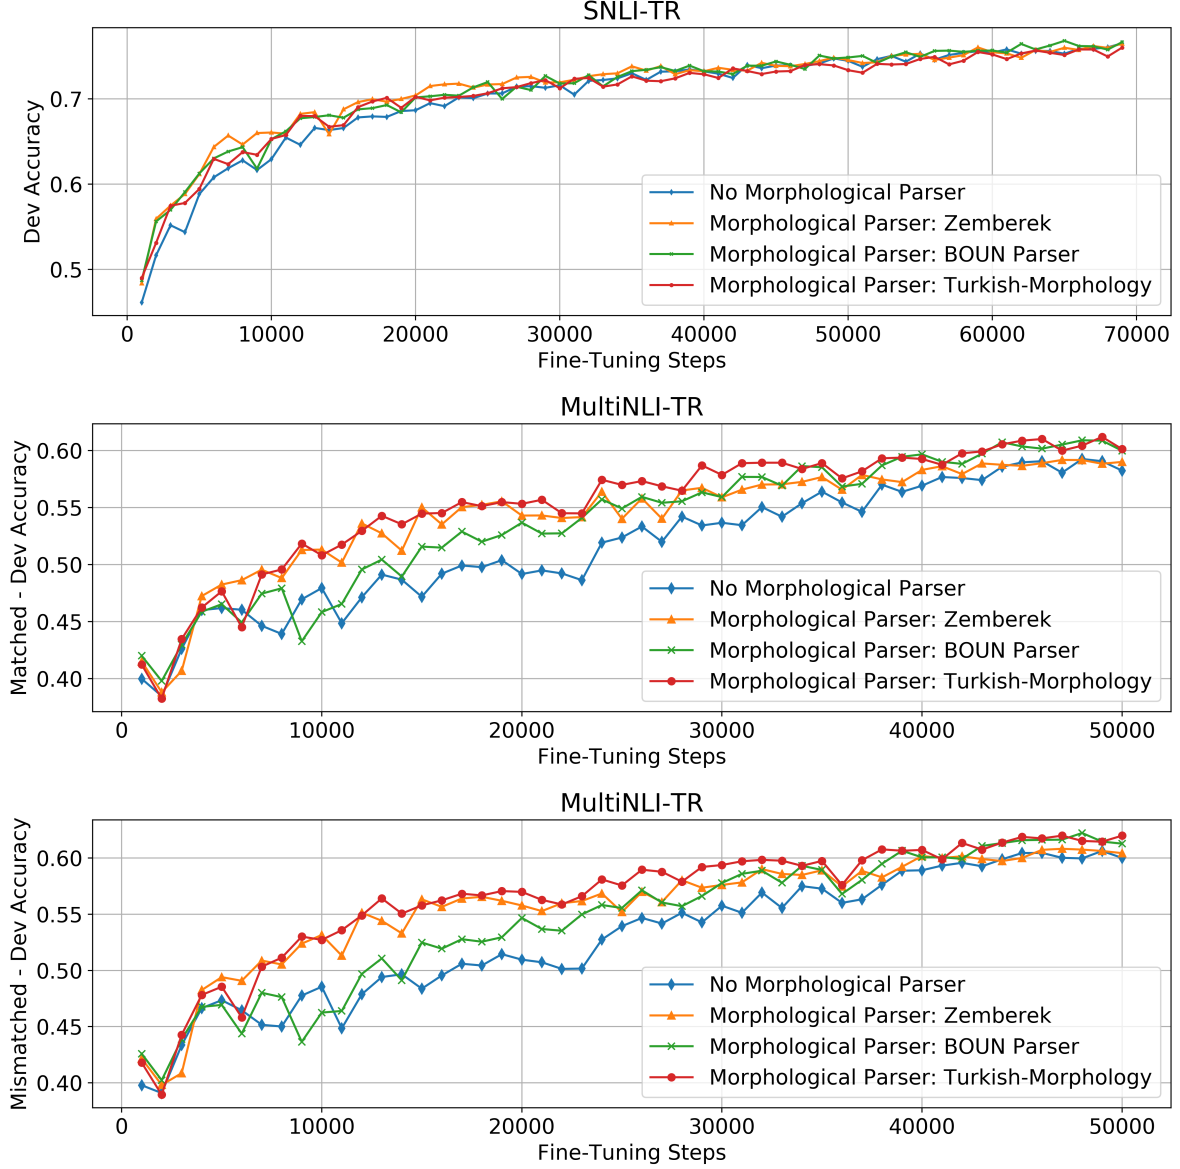 SNLI-TR
Dev Accuracy
0.7
0.6
0.5
No Morphological Parser
Morphological Parser: Zemberek
Morphological Parser: BOUN Parser
Morphological Parser: Turkish-Morphology
0 10000 20000 30000 40000 50000 60000 70000
Fine-Tuning Steps
MultiNLI-TR
Matched - Dev Accuracy
0.60
0.55
0.50
0.45
0.40
No Morphological Parser
Morphological Parser: Zemberek
Morphological Parser: BOUN Parser
Morphological Parser: Turkish-Morphology
0 10000 20000 30000 40000 50000
Fine-Tuning Steps
MultiNLI-TR
Mismatched - Dev Accuracy
0.60
0.55
0.50
0.45
0.40
No Morphological Parser
Morphological Parser: Zemberek
Morphological Parser: BOUN Parser
Morphological Parser: Turkish-Morphology
0 10000 20000 30000 40000 50000
Fine-Tuning Steps